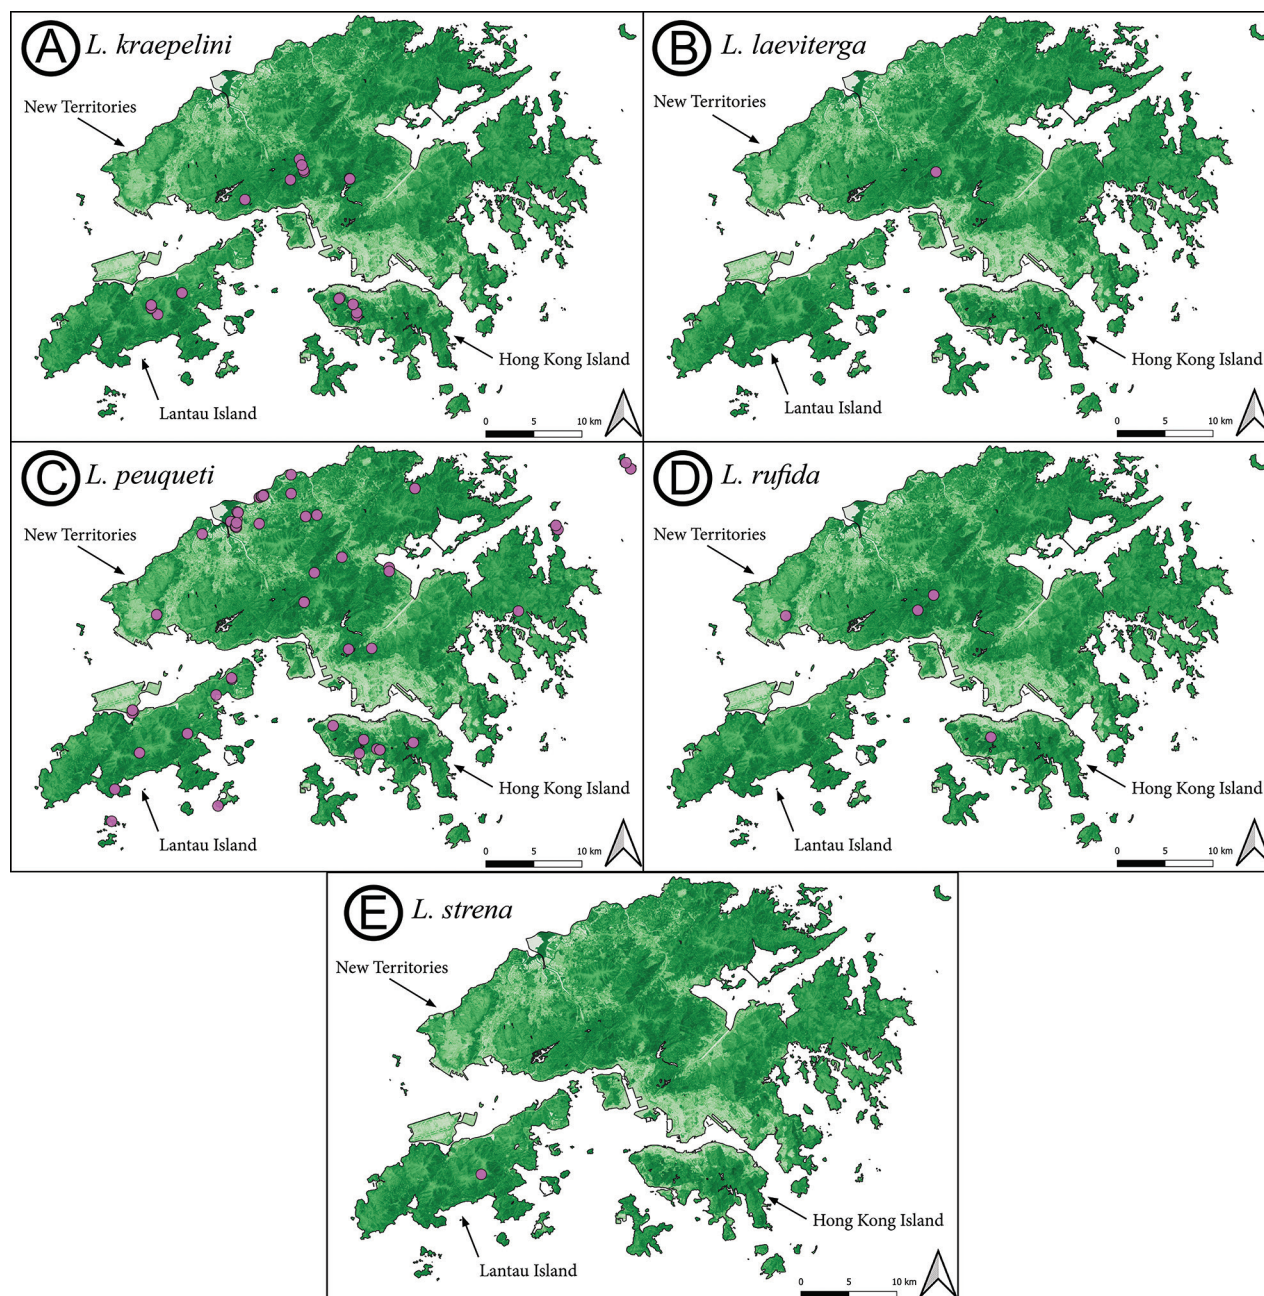 A L. kraepelini
New Territories
Hong Kong Island
Lantau Island
0 5 10 km
B L. laeviterga
New Territories
Hong Kong Island
Lantau Island
0 5 10 km
C L. peuqueti
New Territories
Hong Kong Island
Lantau Island
0 5 10 km
D L. rufida
New Territories
Hong Kong Island
Lantau Island
0 5 10 km
E L. strena
New Territories
Hong Kong Island
Lantau Island
0 5 10 km